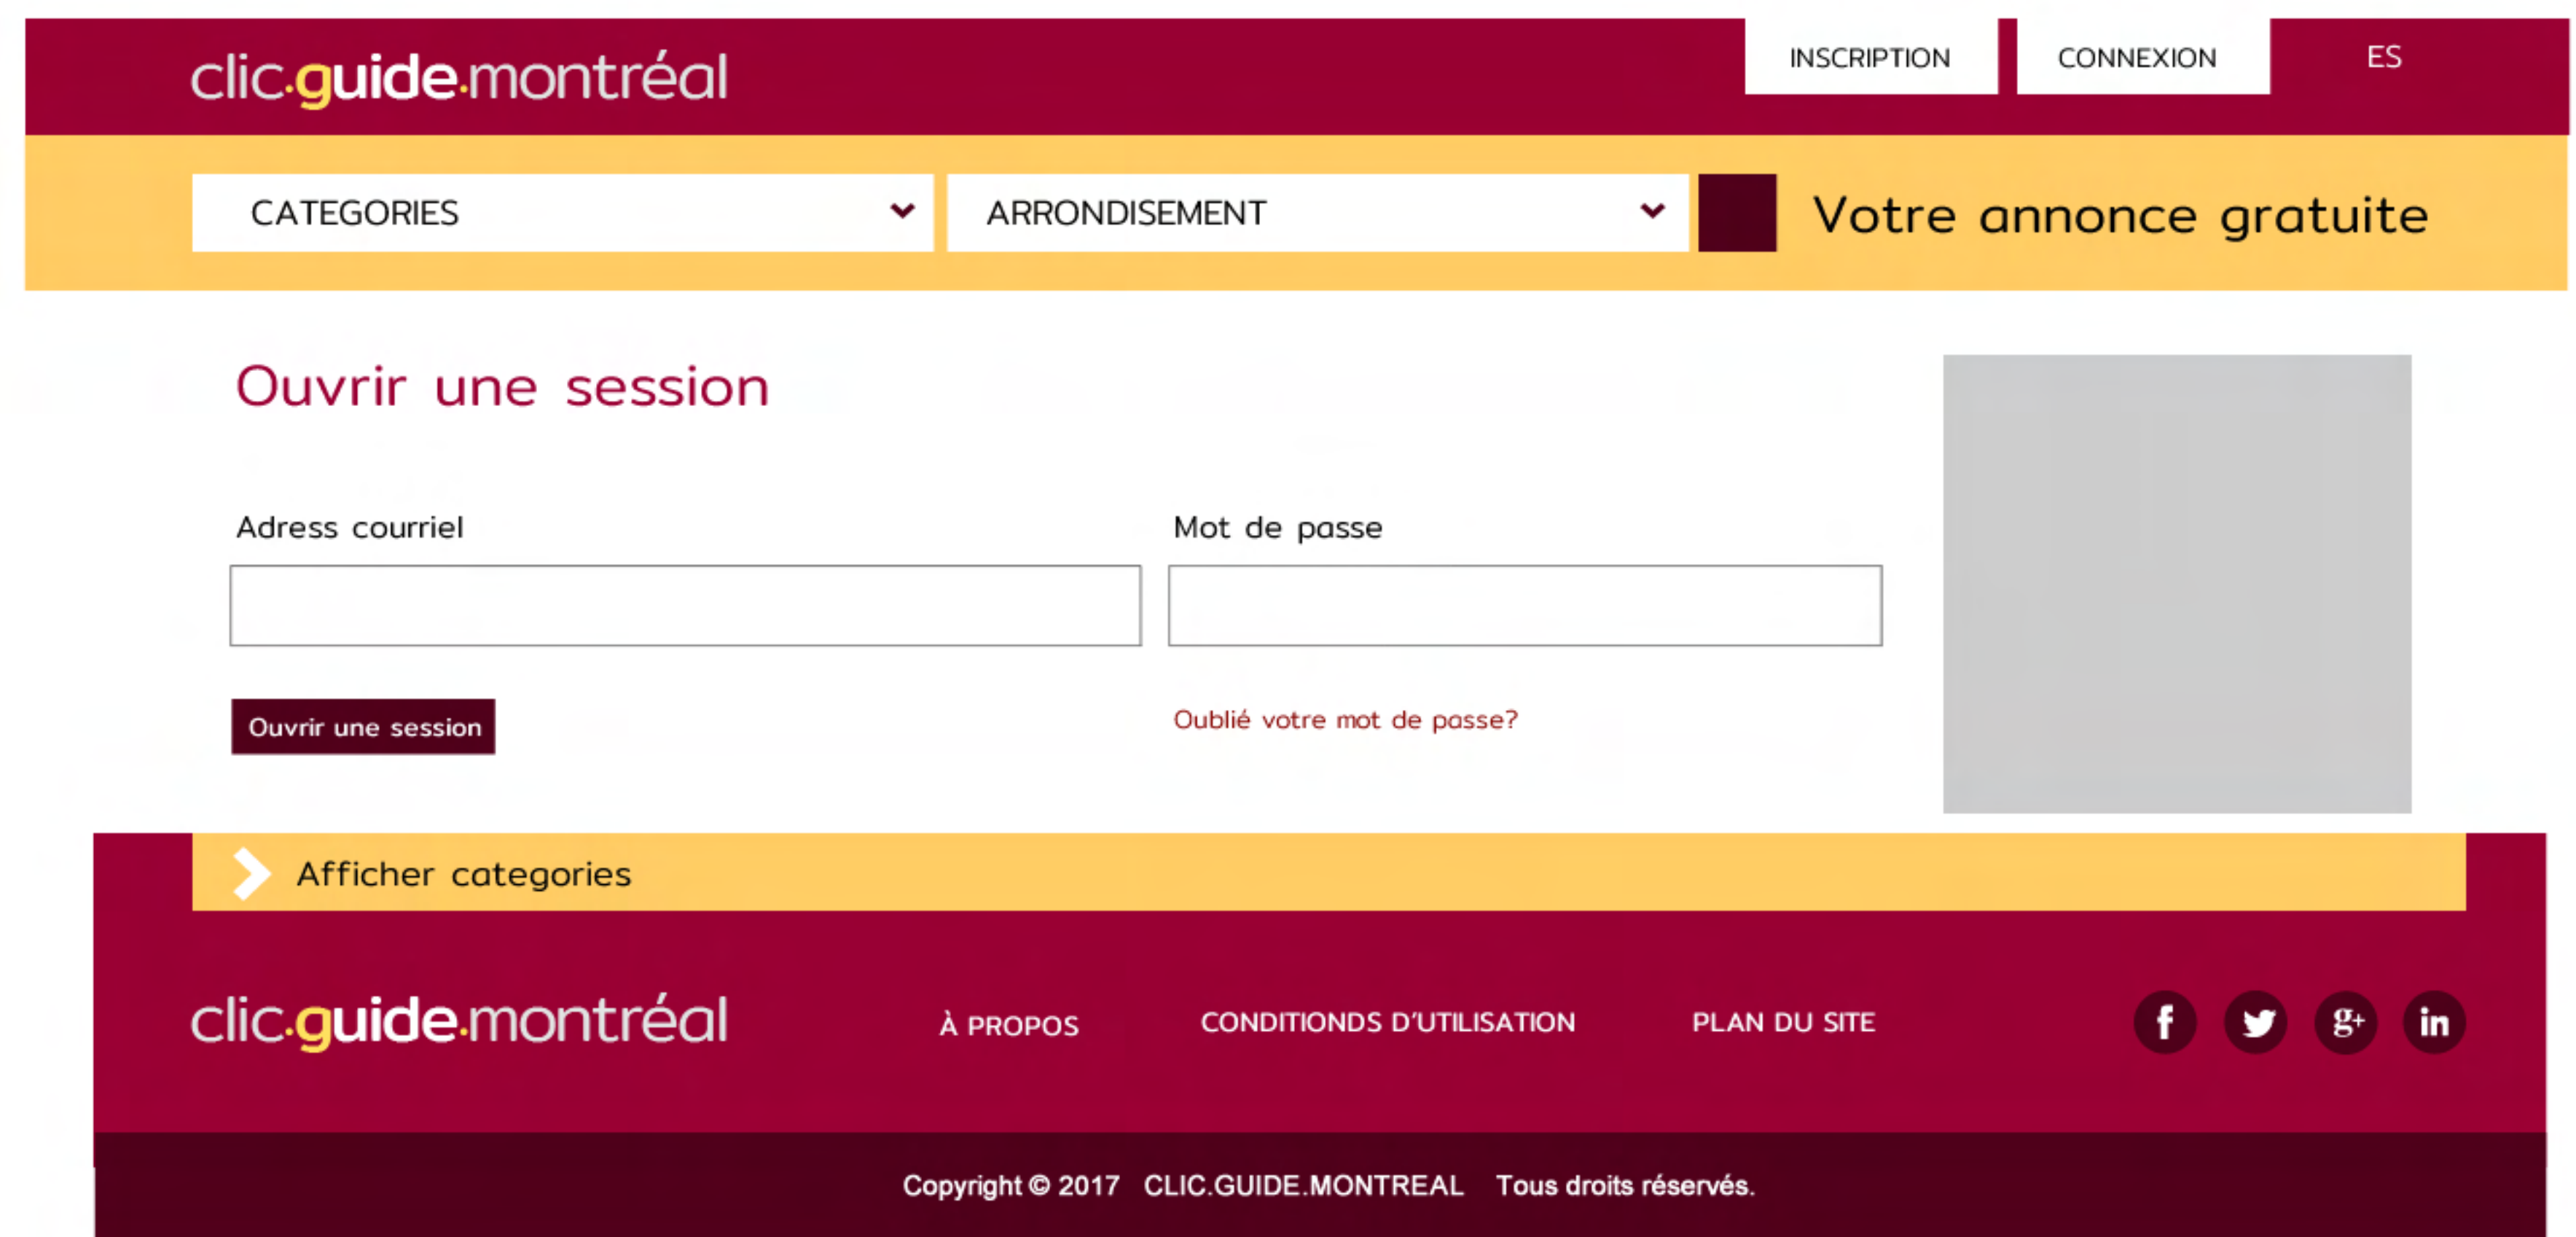 clic.guide.montréal
INSCRIPTION
CONNEXION
ES
CATEGORIES
ARRONDISEMENT
Votre annonce gratuite
Ouvrir une session
Adress courriel
Mot de passe
Ouvrir une session
Oublié votre mot de passe?
Afficher categories
clic.guide.montréal
À PROPOS
CONDITIONDS D'UTILISATION
PLAN DU SITE
f
g+
in
Copyright © 2017 CLIC.GUIDE.MONTREAL Tous droits réservés.